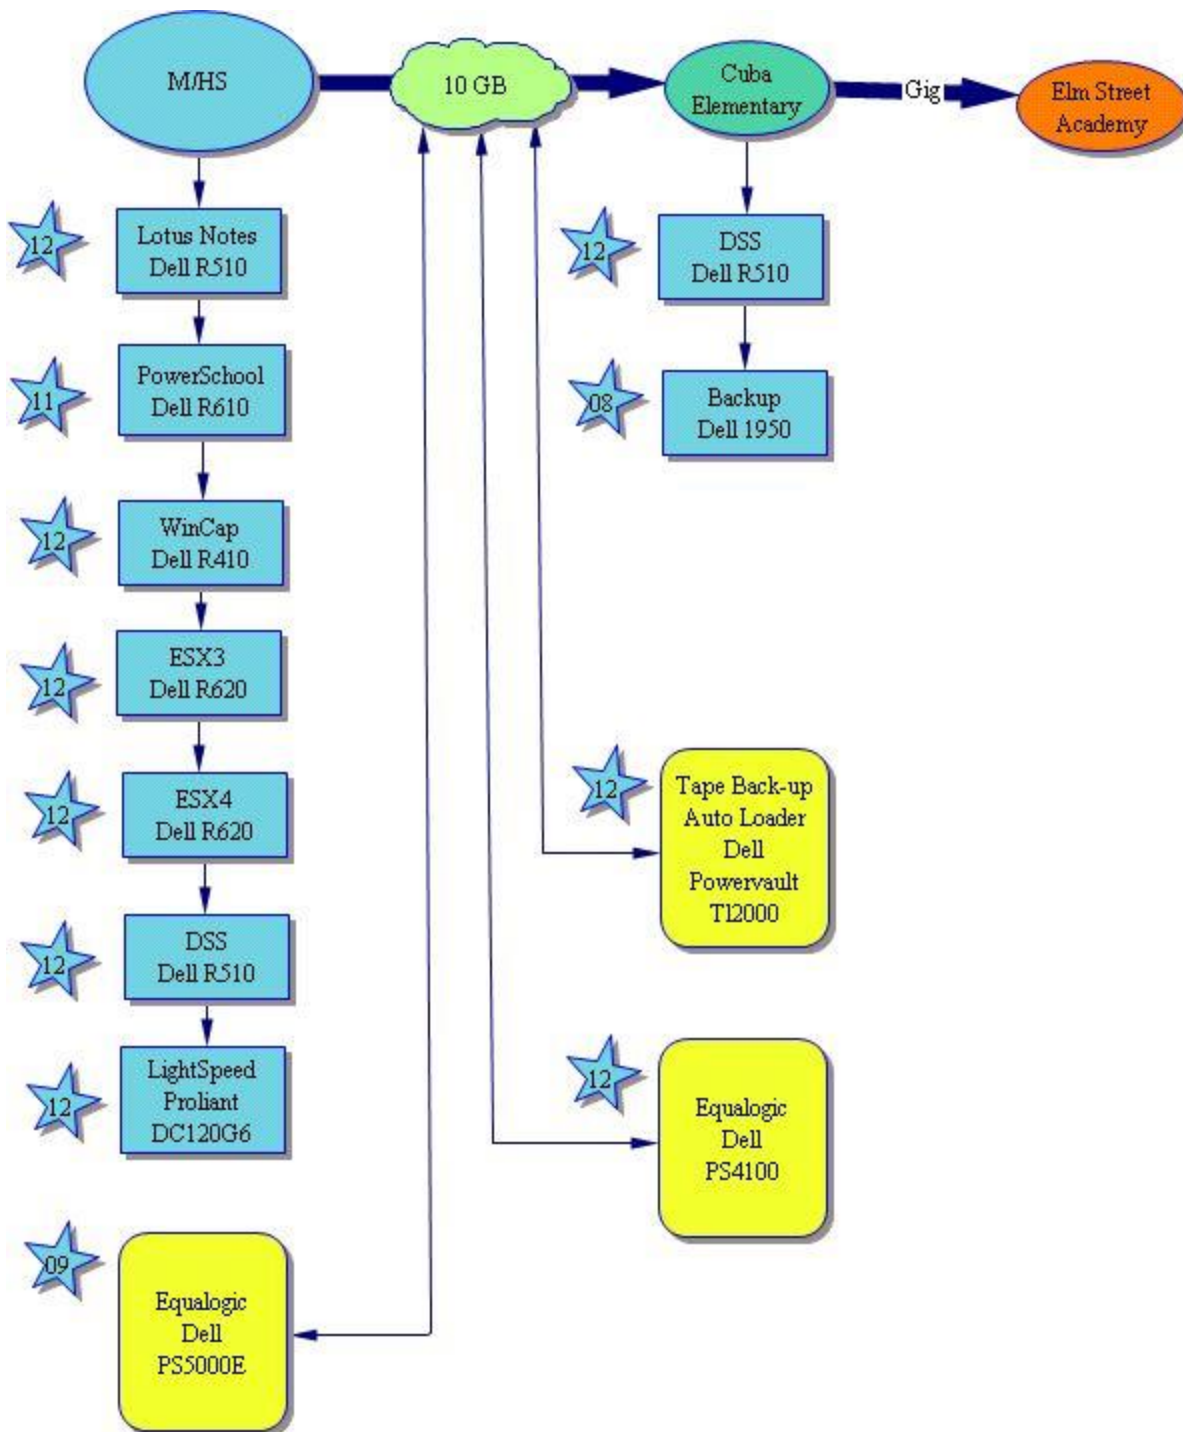 M/HS
10 GB
Cuba
Elementary
Gig
Elm Street
Academy
12
Lotus Notes
Dell R510
12
DSS
Dell R510
11
PowerSchool
Dell R610
08
Backup
Dell 1950
12
WinCap
Dell R410
12
ESX3
Dell R620
12
ESX4
Dell R620
12
Tape Back-up
Auto Loader
Dell
Powervault
Tl2000
12
DSS
Dell R510
12
LightSpeed
Proliant
DC120G6
12
Equalogic
Dell
PS4100
09
Equalogic
Dell
PS5000E